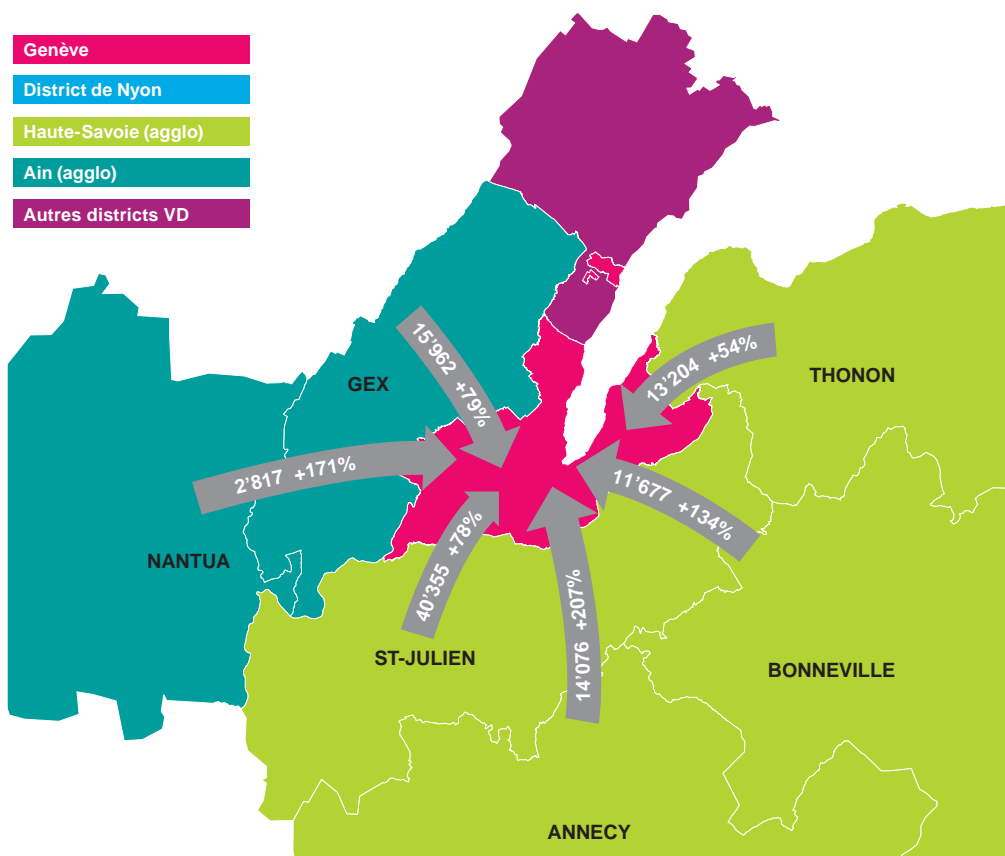 Genève
District de Nyon
Haute-Savoie (agglo)
Ain (agglo)
Autres districts VD
15’962 +79%
13’204 +54%
GEX
THONON
2’817 +171%
11’677 +134%
NANTUA
40’355 +78%
14’076 +207%
ST-JULIEN
BONNEVILLE
ANNECY